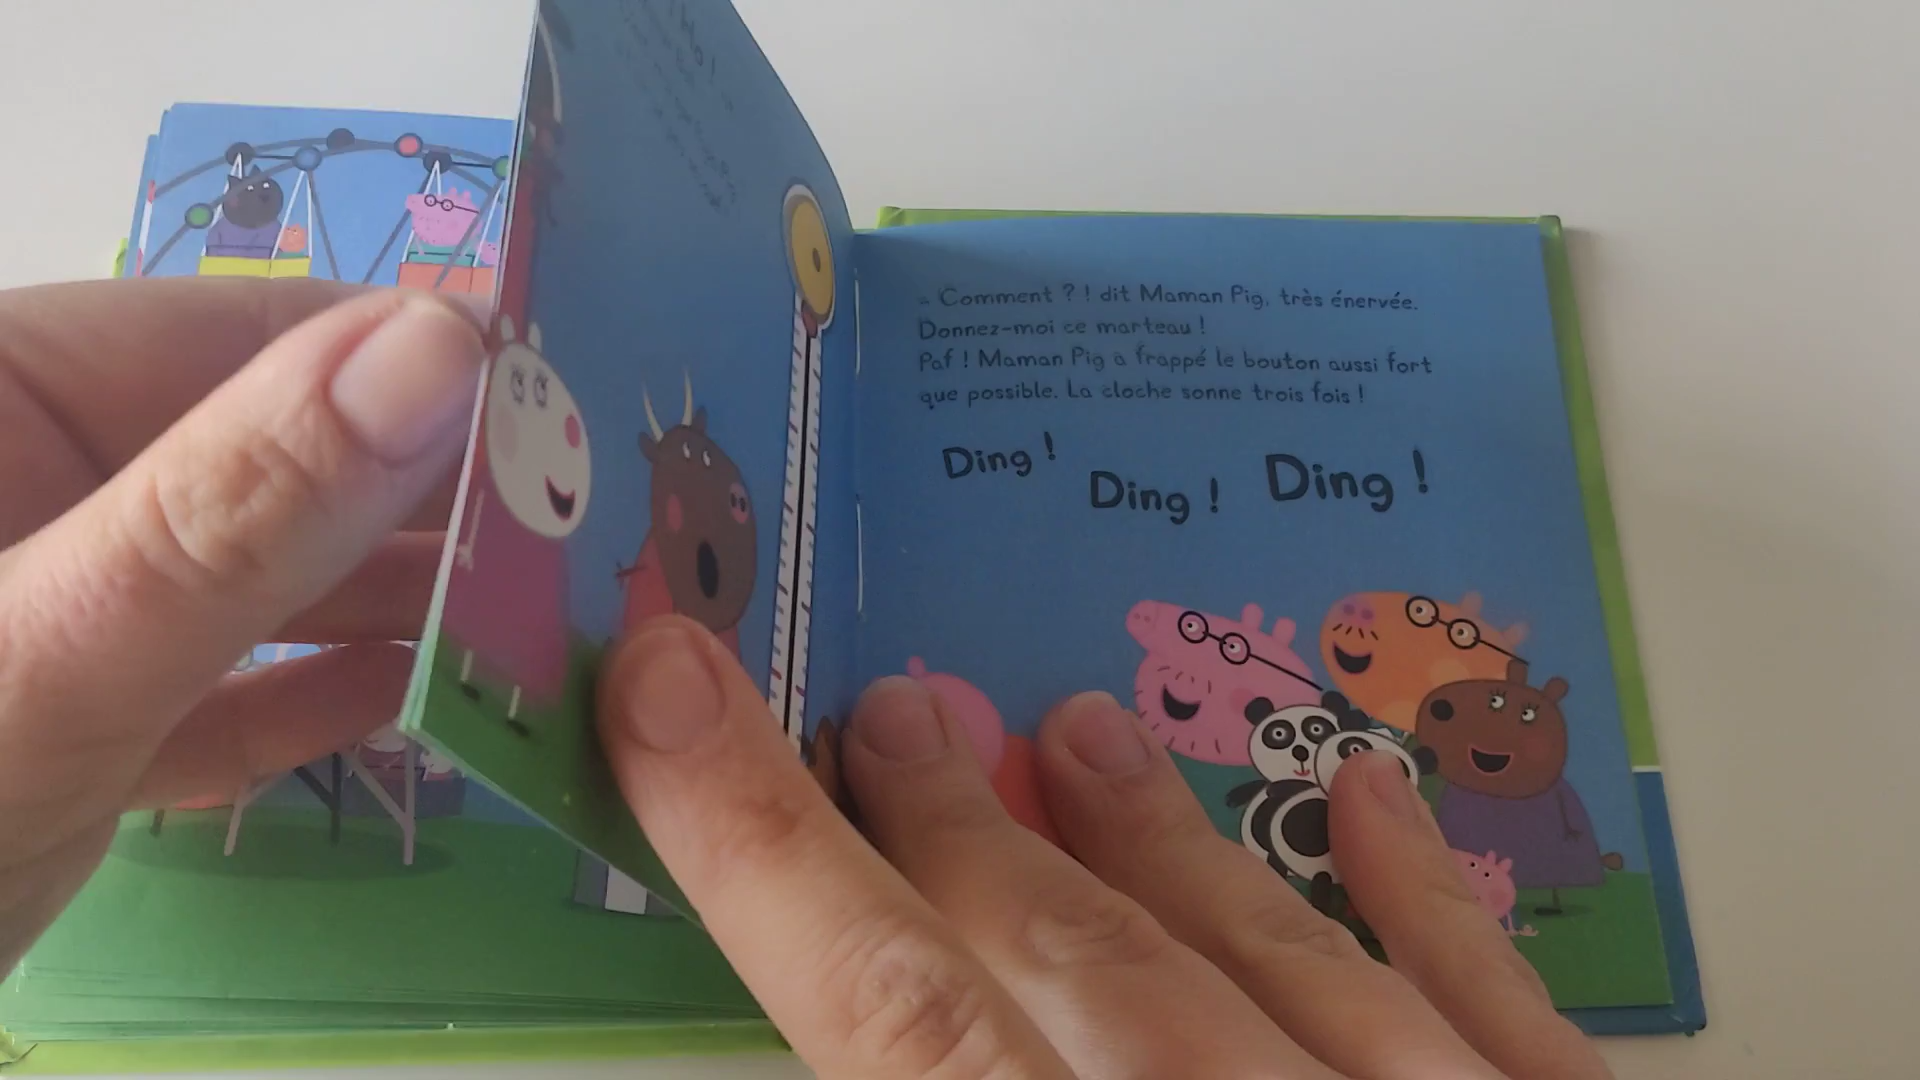 « Comment ? ! dit Maman Pig, très énervée.
Donnez-moi ce marteau !
Paf ! Maman Pig a frappé le bouton aussi fort
que possible. La cloche sonne trois fois !
Ding !
Ding !
Ding !